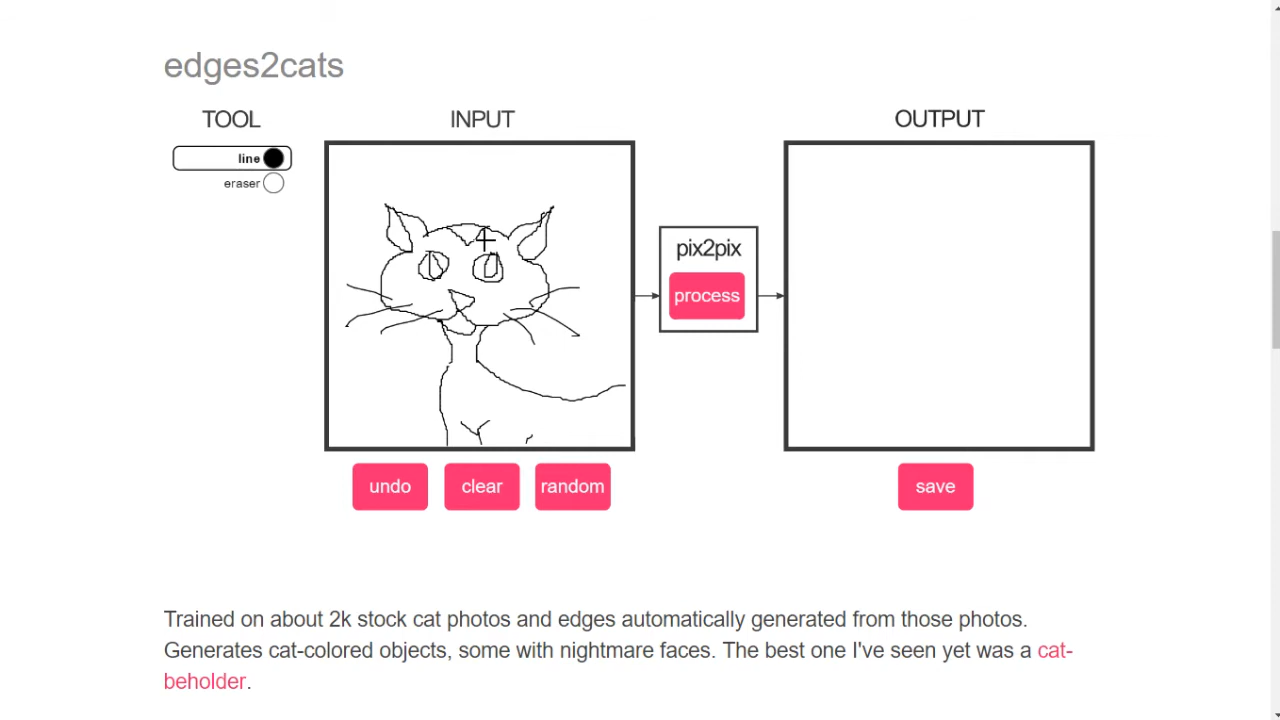 edges2cats
TOOL
INPUT
OUTPUT
line
eraser
pix2pix
process
undo
clear
random
save
Trained on about 2k stock cat photos and edges automatically generated from those photos.
Generates cat-colored objects, some with nightmare faces. The best one I've seen yet was a cat-
beholder.